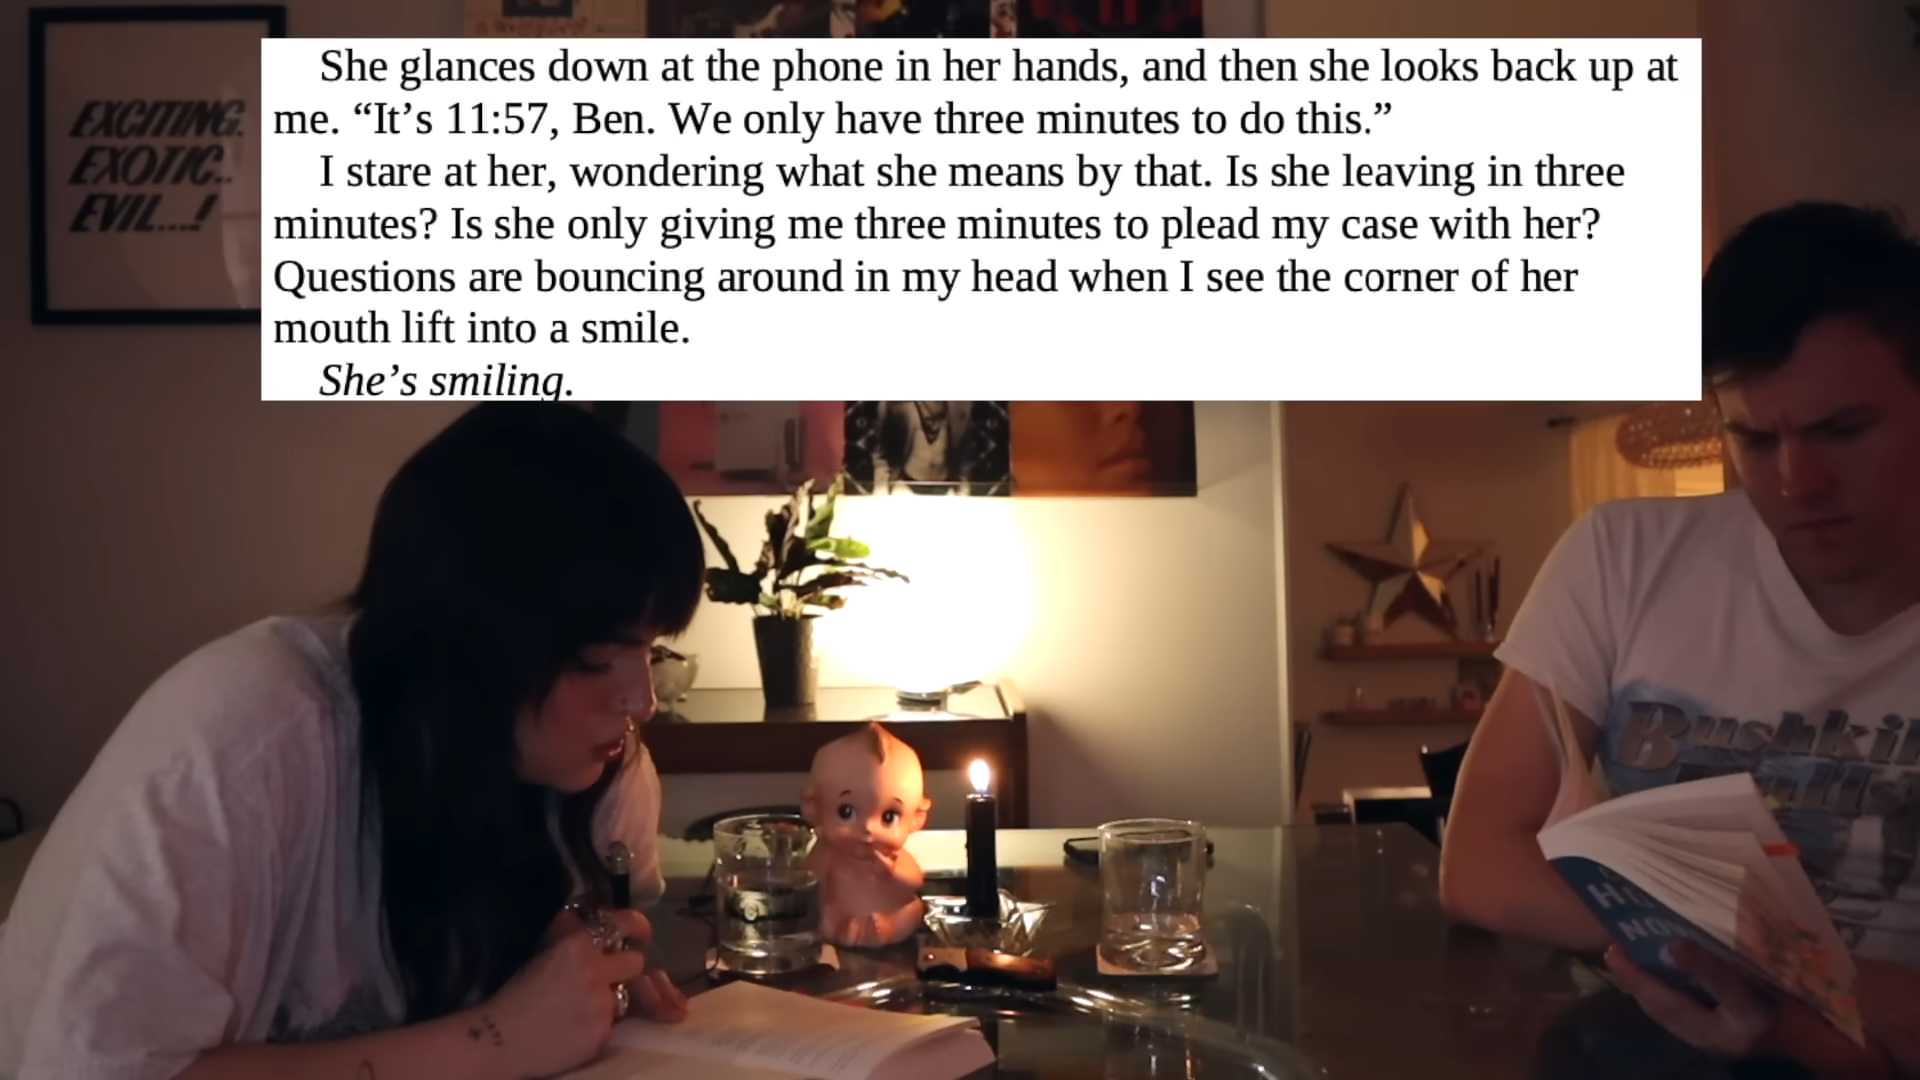 EXCITING.
EXOTIC..
EVIL...!
She glances down at the phone in her hands, and then she looks back up at
me. “It’s 11:57, Ben. We only have three minutes to do this.”
I stare at her, wondering what she means by that. Is she leaving in three
minutes? Is she only giving me three minutes to plead my case with her?
Questions are bouncing around in my head when I see the corner of her
mouth lift into a smile.
She’s smiling.